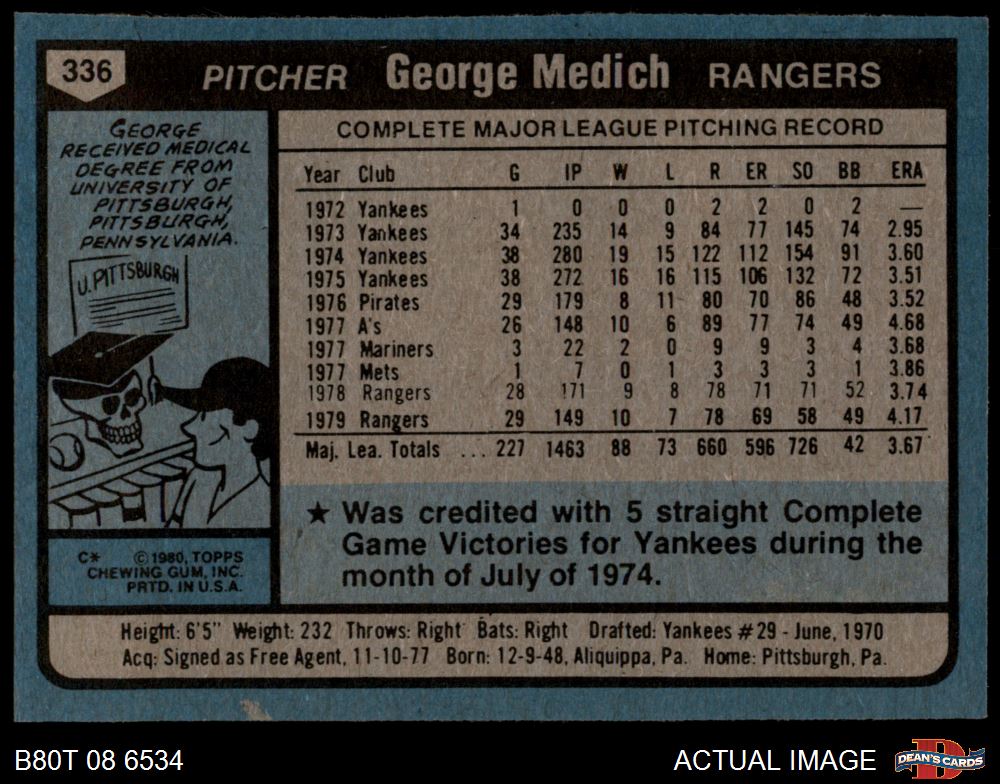 336
PITCHER George Medich RANGERS
GEORGE
RECEIVED MEDICAL
DEGREE FROM
UNIVERSITY OF
PITTSBURGH,
PITTSBURGH,
PENNSYLVANIA.
U. PITTSBURGH
C* © 1980, TOPPS
CHEWING GUM, INC.
PRTD. IN U.S.A.
COMPLETE MAJOR LEAGUE PITCHING RECORD
Year Club G IP W L R ER SO BB ERA
1972 Yankees 1 0 0 0 2 2 0 2 —
1973 Yankees 34 235 14 9 84 77 145 74 2.95
1974 Yankees 38 280 19 15 122 112 154 91 3.60
1975 Yankees 38 272 16 16 115 106 132 72 3.51
1976 Pirates 29 179 8 11 80 70 86 48 3.52
1977 A's 26 148 10 6 89 77 74 49 4.68
1977 Mariners 3 22 2 0 9 9 3 4 3.68
1977 Mets 1 7 0 1 3 3 3 1 3.86
1978 Rangers 28 171 9 8 78 71 71 52 3.74
1979 Rangers 29 149 10 7 78 69 58 49 4.17
Maj. Lea. Totals ... 227 1463 88 73 660 596 726 42 3.67
★ Was credited with 5 straight Complete
Game Victories for Yankees during the
month of July of 1974.
Height: 6'5" Weight: 232 Throws: Right Bats: Right Drafted: Yankees #29 - June, 1970
Acq: Signed as Free Agent, 11-10-77 Born: 12-9-48, Aliquippa, Pa. Home: Pittsburgh, Pa.
B80T 08 6534
ACTUAL IMAGE
D
DEAN'S CARDS